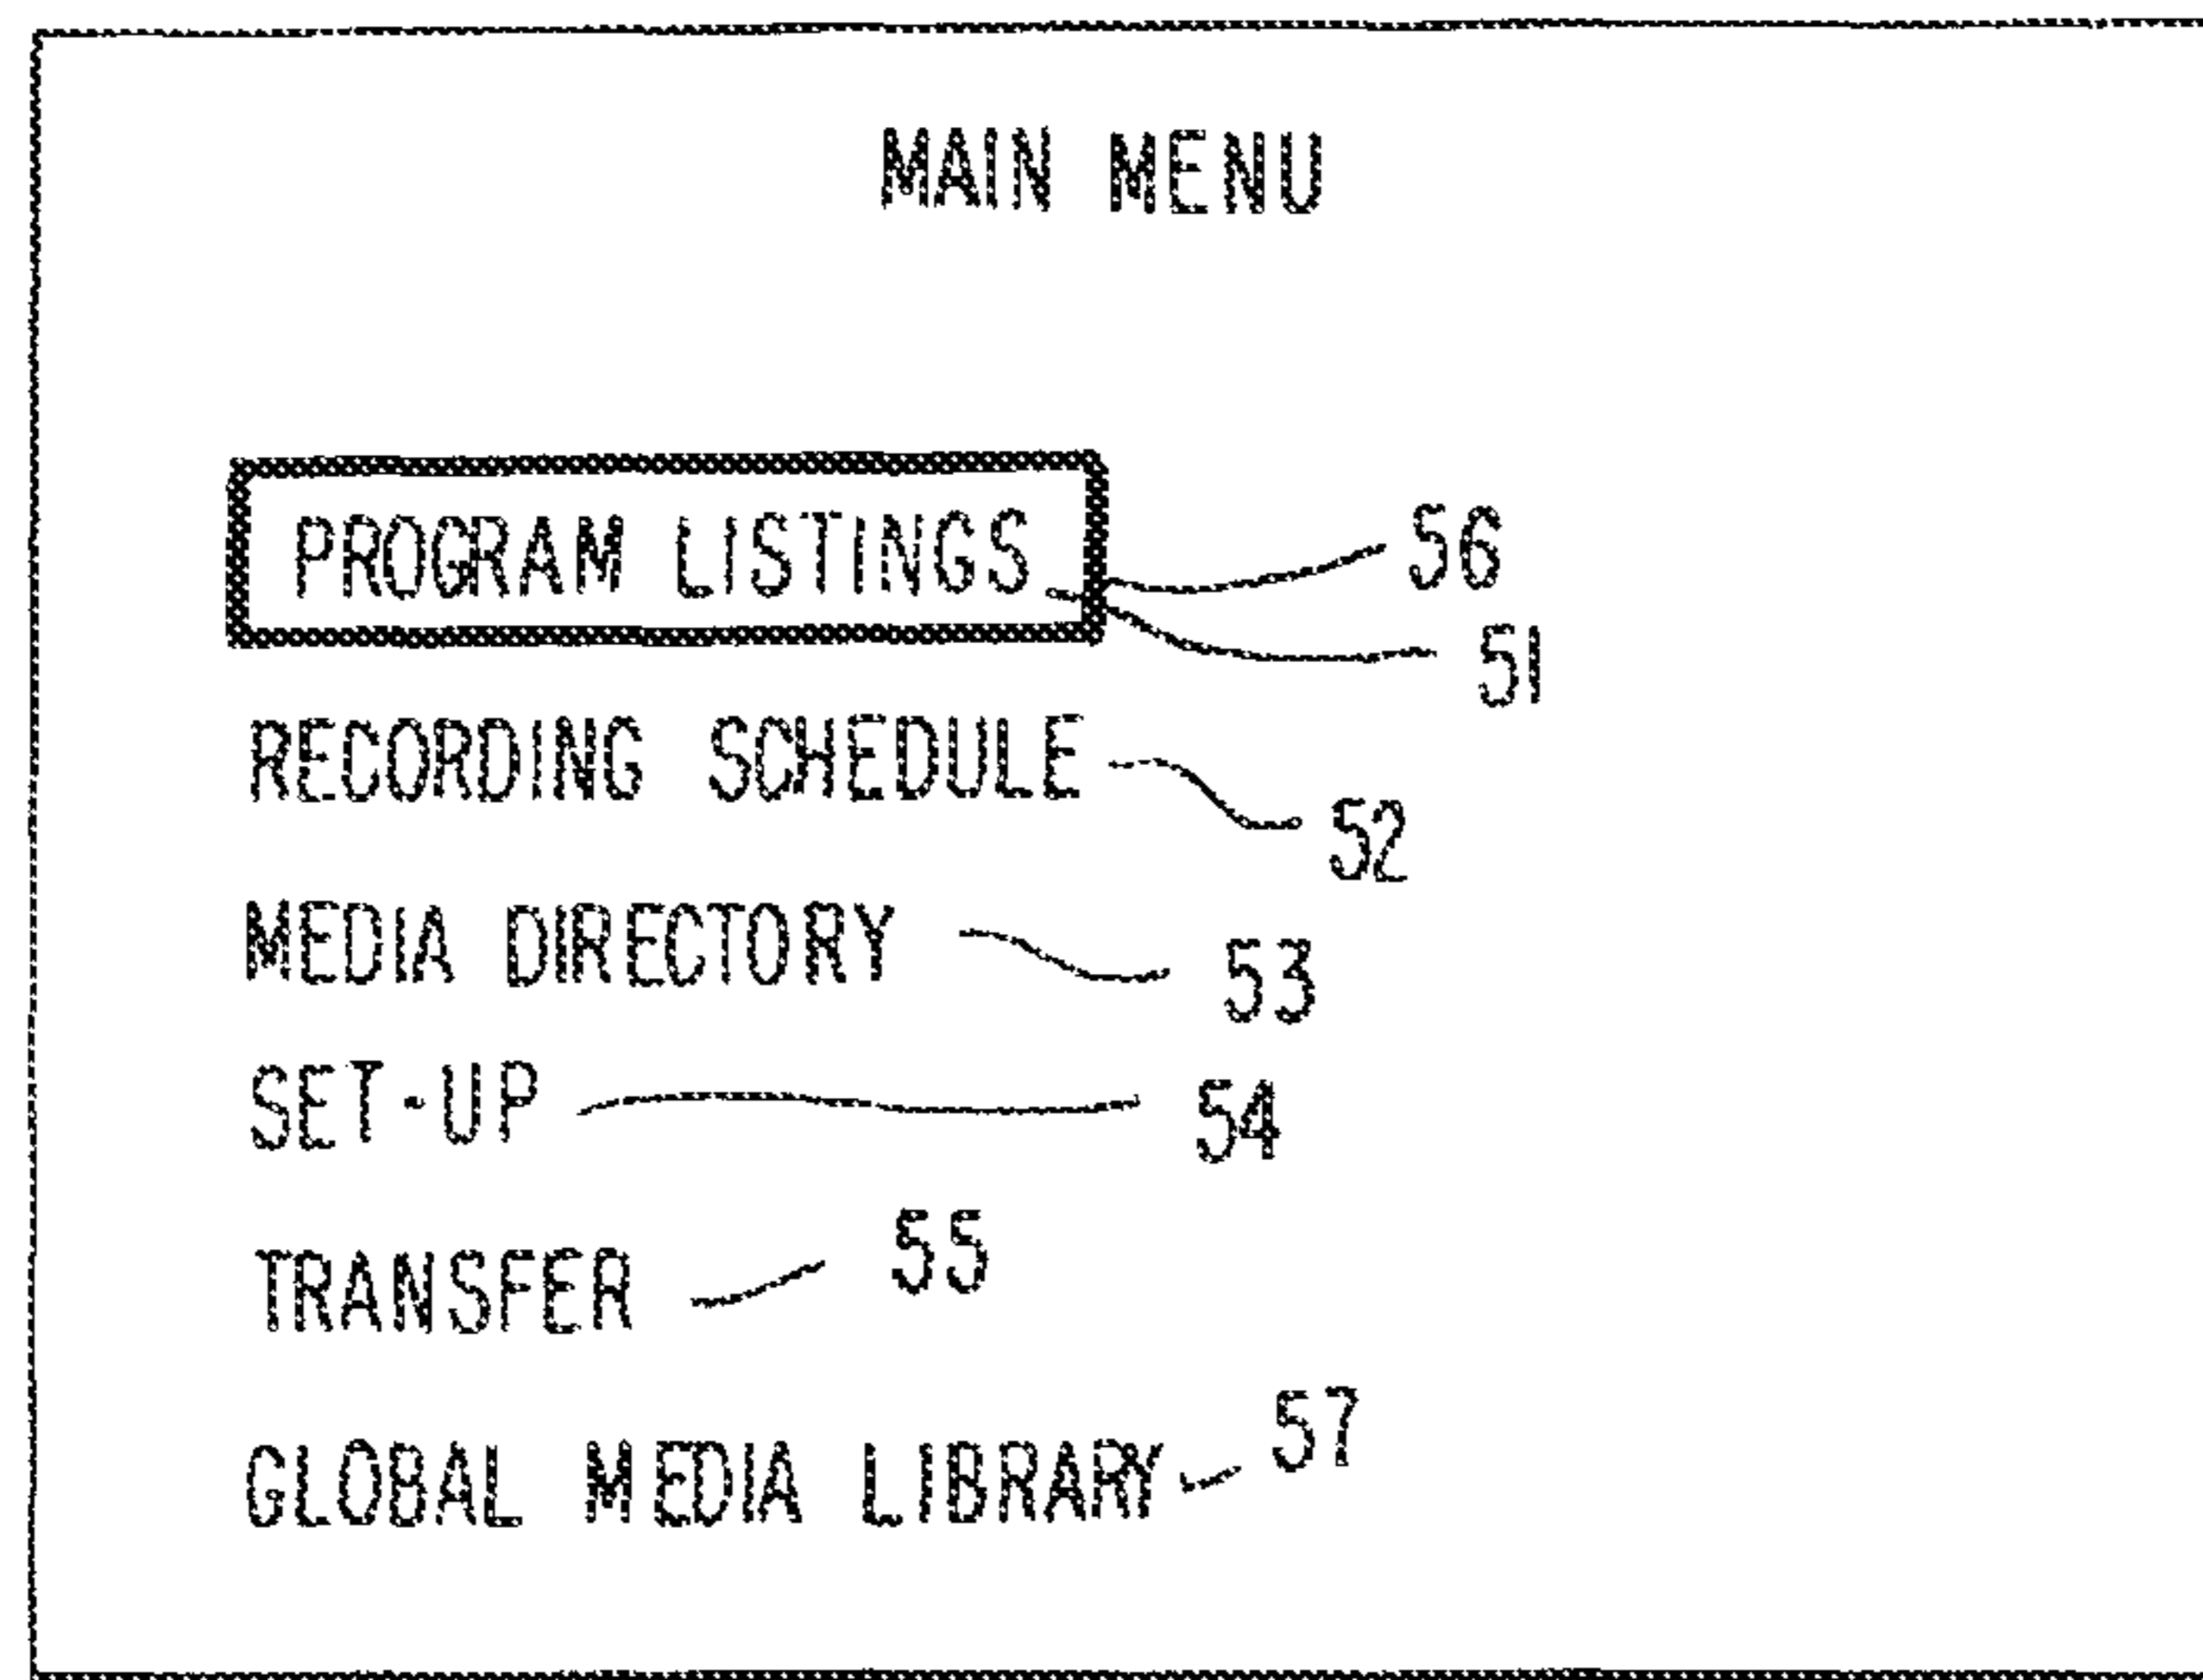 MAIN MENU
PROGRAM LISTINGS
56
51
RECORDING SCHEDULE
52
MEDIA DIRECTORY
53
SET-UP
54
TRANSFER
55
GLOBAL MEDIA LIBRARY
57